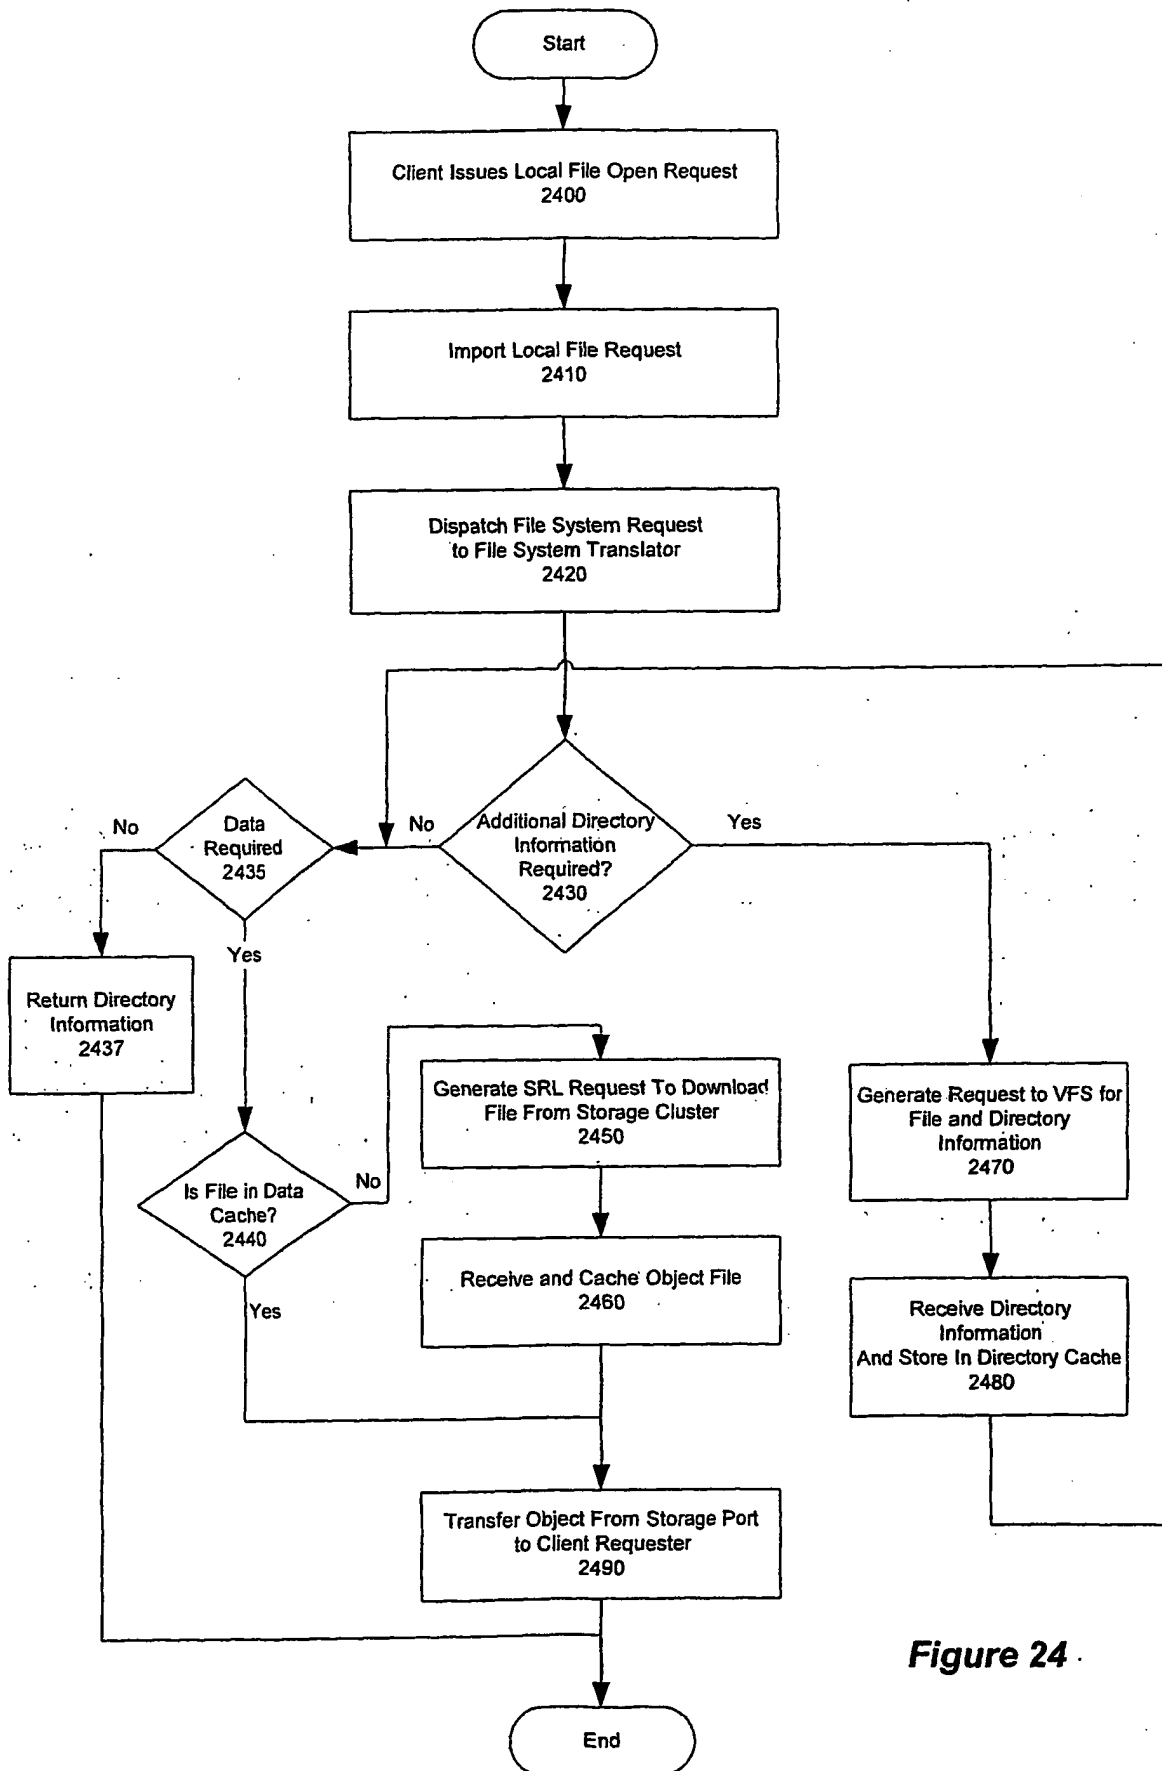 Start
Client Issues Local File Open Request
2400
Import Local File Request
2410
Dispatch File System Request
to File System Translator
2420
Additional Directory
Information
Required?
2430
No
Yes
Data
Required
2435
No
Yes
Return Directory
Information
2437
Is File in Data
Cache?
2440
No
Yes
Generate SRL Request To Download
File From Storage Cluster
2450
Receive and Cache Object File
2460
Generate Request to VFS for
File and Directory
Information
2470
Receive Directory
Information
And Store In Directory Cache
2480
Transfer Object From Storage Port
to Client Requester
2490
End
Figure 24